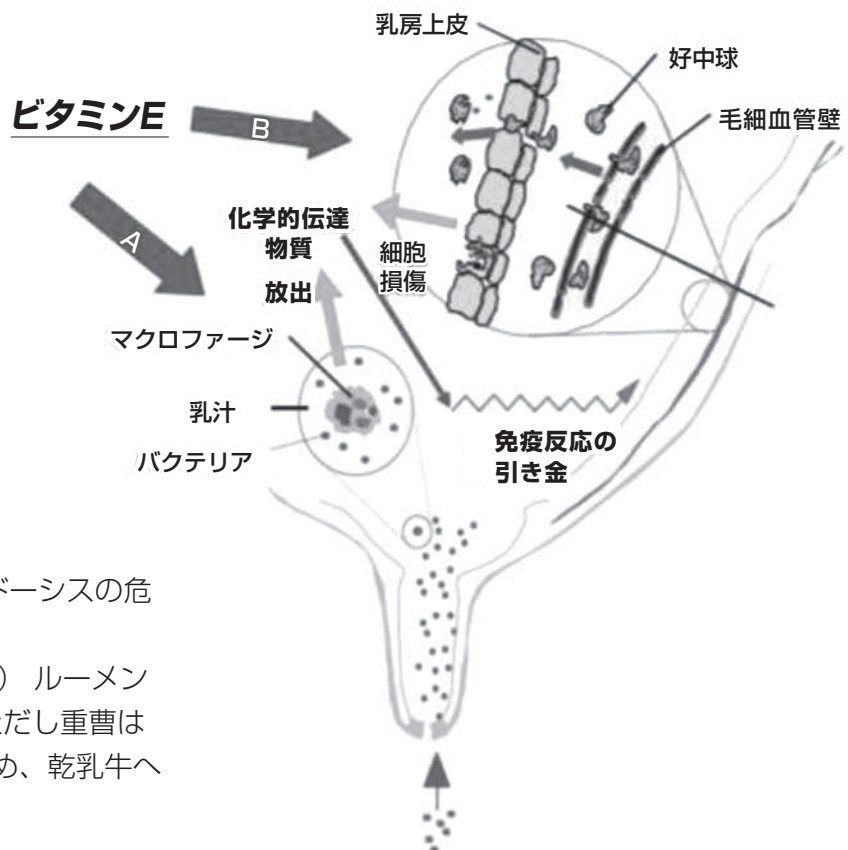 乳房上皮
好中球
毛細血管壁
ビタミンE
B
A
化学的伝達
物質
放出
細胞
損傷
マクロファージ
乳汁
バクテリア
免疫反応の
引き金
ドーシスの危
） ルーメン
ただし重曹は
め、乾乳牛へ